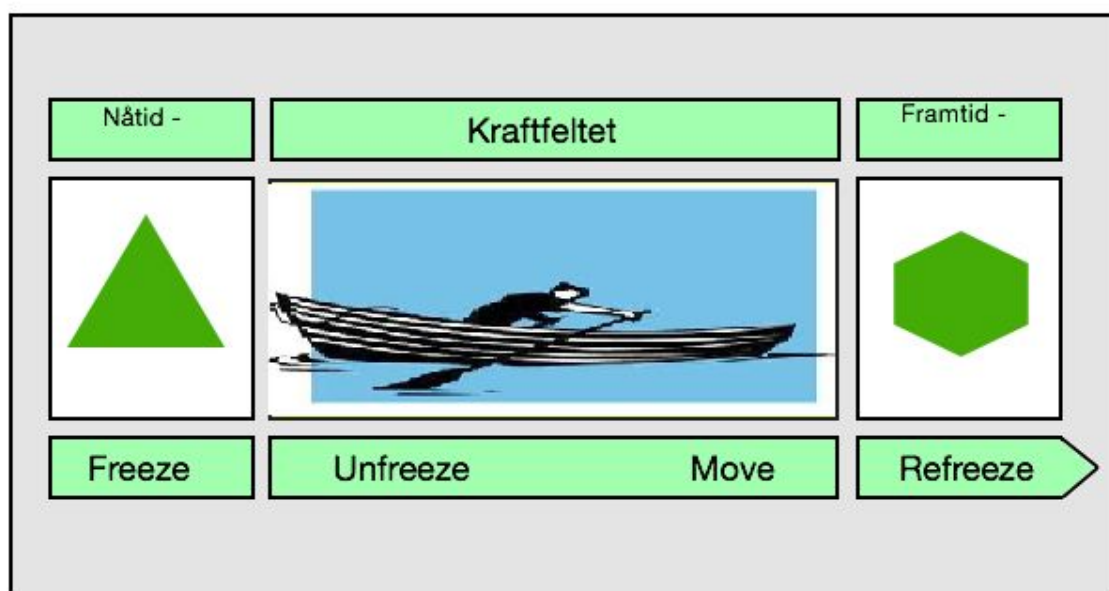 Nåtid -
Kraftfeltet
Framtid -
Freeze
Unfreeze
Move
Refreeze